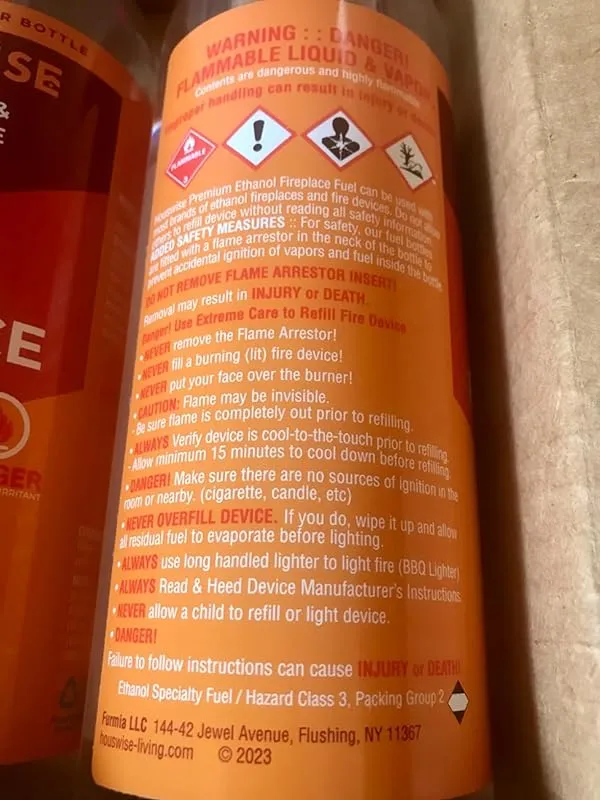 R BOTTLE
SE
&
E
CE
GER
RRITANT
WARNING : : DANGER!
FLAMMABLE LIQUID & VAPOR
Contents are dangerous and highly flammable
Improper handling can result in injury or death
FLAMMABLE
3
Houswise Premium Ethanol Fireplace Fuel can be used with
most brands of ethanol fireplaces and fire devices. Do not allow
others to refill device without reading all safety information.
ADDED SAFETY MEASURES :: For safety, our fuel bottles
are fitted with a flame arrestor in the neck of the bottle to
prevent accidental ignition of vapors and fuel inside the bottle
DO NOT REMOVE FLAME ARRESTOR INSERT!
Removal may result in INJURY or DEATH.
Danger! Use Extreme Care to Refill Fire Device
• NEVER remove the Flame Arrestor!
• NEVER fill a burning (lit) fire device!
• NEVER put your face over the burner!
• CAUTION: Flame may be invisible.
- Be sure flame is completely out prior to refilling.
• ALWAYS Verify device is cool-to-the-touch prior to refilling.
- Allow minimum 15 minutes to cool down before refilling.
• DANGER! Make sure there are no sources of ignition in the
room or nearby. (cigarette, candle, etc)
• NEVER OVERFILL DEVICE. If you do, wipe it up and allow
all residual fuel to evaporate before lighting.
• ALWAYS use long handled lighter to light fire (BBQ Lighter)
• ALWAYS Read & Heed Device Manufacturer's Instructions.
• NEVER allow a child to refill or light device.
• DANGER!
Failure to follow instructions can cause INJURY or DEATH!
Ethanol Specialty Fuel / Hazard Class 3, Packing Group 2
Furmia LLC 144-42 Jewel Avenue, Flushing, NY 11367
houswise-living.com © 2023